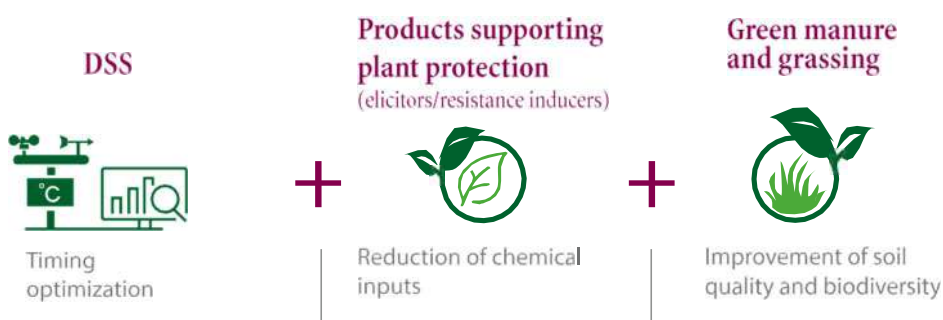 DSS
Timing
optimization
+
Products supporting
plant protection
(elicitors/resistance inducers)
Reduction of chemical
inputs
+
Green manure
and grassing
Improvement of soil
quality and biodiversity
°C